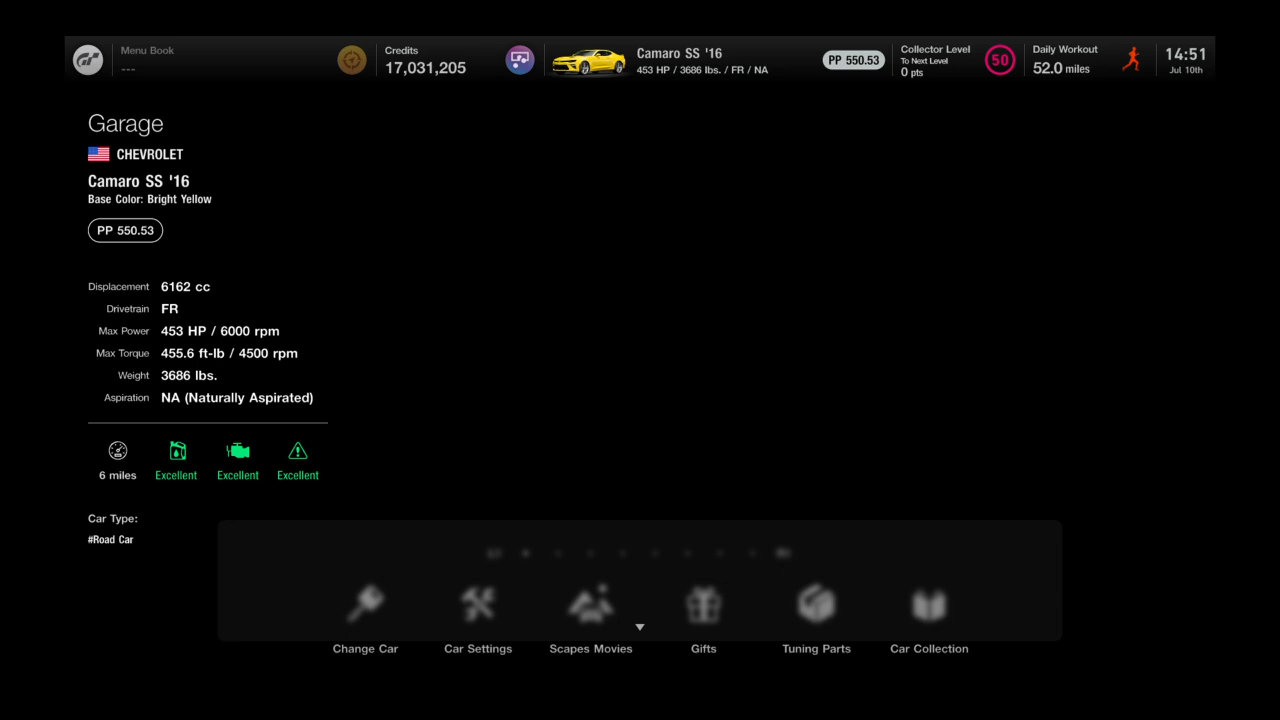 Menu Book
---
Credits
17,031,205
Camaro SS '16
453 HP / 3686 lbs. / FR / NA
PP 550.53
Collector Level
To Next Level
0 pts
50
Daily Workout
52.0 miles
14:51
Jul 10th
Garage
CHEVROLET
Camaro SS '16
Base Color: Bright Yellow
PP 550.53
Displacement 6162 cc
Drivetrain FR
Max Power 453 HP / 6000 rpm
Max Torque 455.6 ft-lb / 4500 rpm
Weight 3686 lbs.
Aspiration NA (Naturally Aspirated)
6 miles Excellent Excellent Excellent
Car Type:
#Road Car
Change Car Car Settings Scapes Movies Gifts Tuning Parts Car Collection